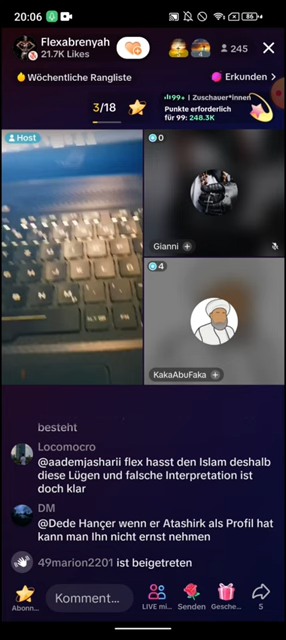 20:06
86
Flexabrenyah
21.7K Likes
245
Wöchentliche Rangliste
Erkunden
3/18
99+ | Zuschauer*innen
Punkte erforderlich
für 99: 248.3K
Host
0
Gianni
4
KakaAbuFaka
besteht
Locomocro
@aademjasharii flex hasst den Islam deshalb
diese Lügen und falsche Interpretation ist
doch klar
DM
@Dede Hançer wenn er Atashirk als Profil hat
kann man Ihn nicht ernst nehmen
49marion2201 ist beigetreten
Abonn...
Komment...
LIVE mi...
Senden
Gesche...
5